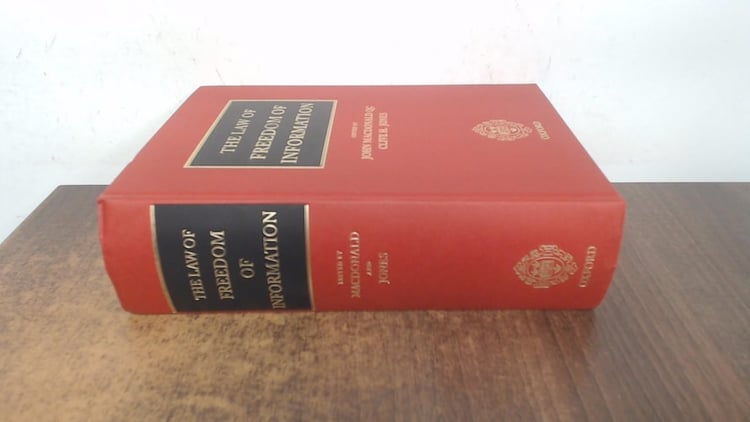 THE LAW OF
FREEDOM OF
INFORMATION
EDITED BY
JOHN MACDONALD QC
CLIVE H. JONES
OXFORD
THE LAW OF
FREEDOM
OF
INFORMATION
EDITED BY
MACDONALD
AND
JONES
OXFORD